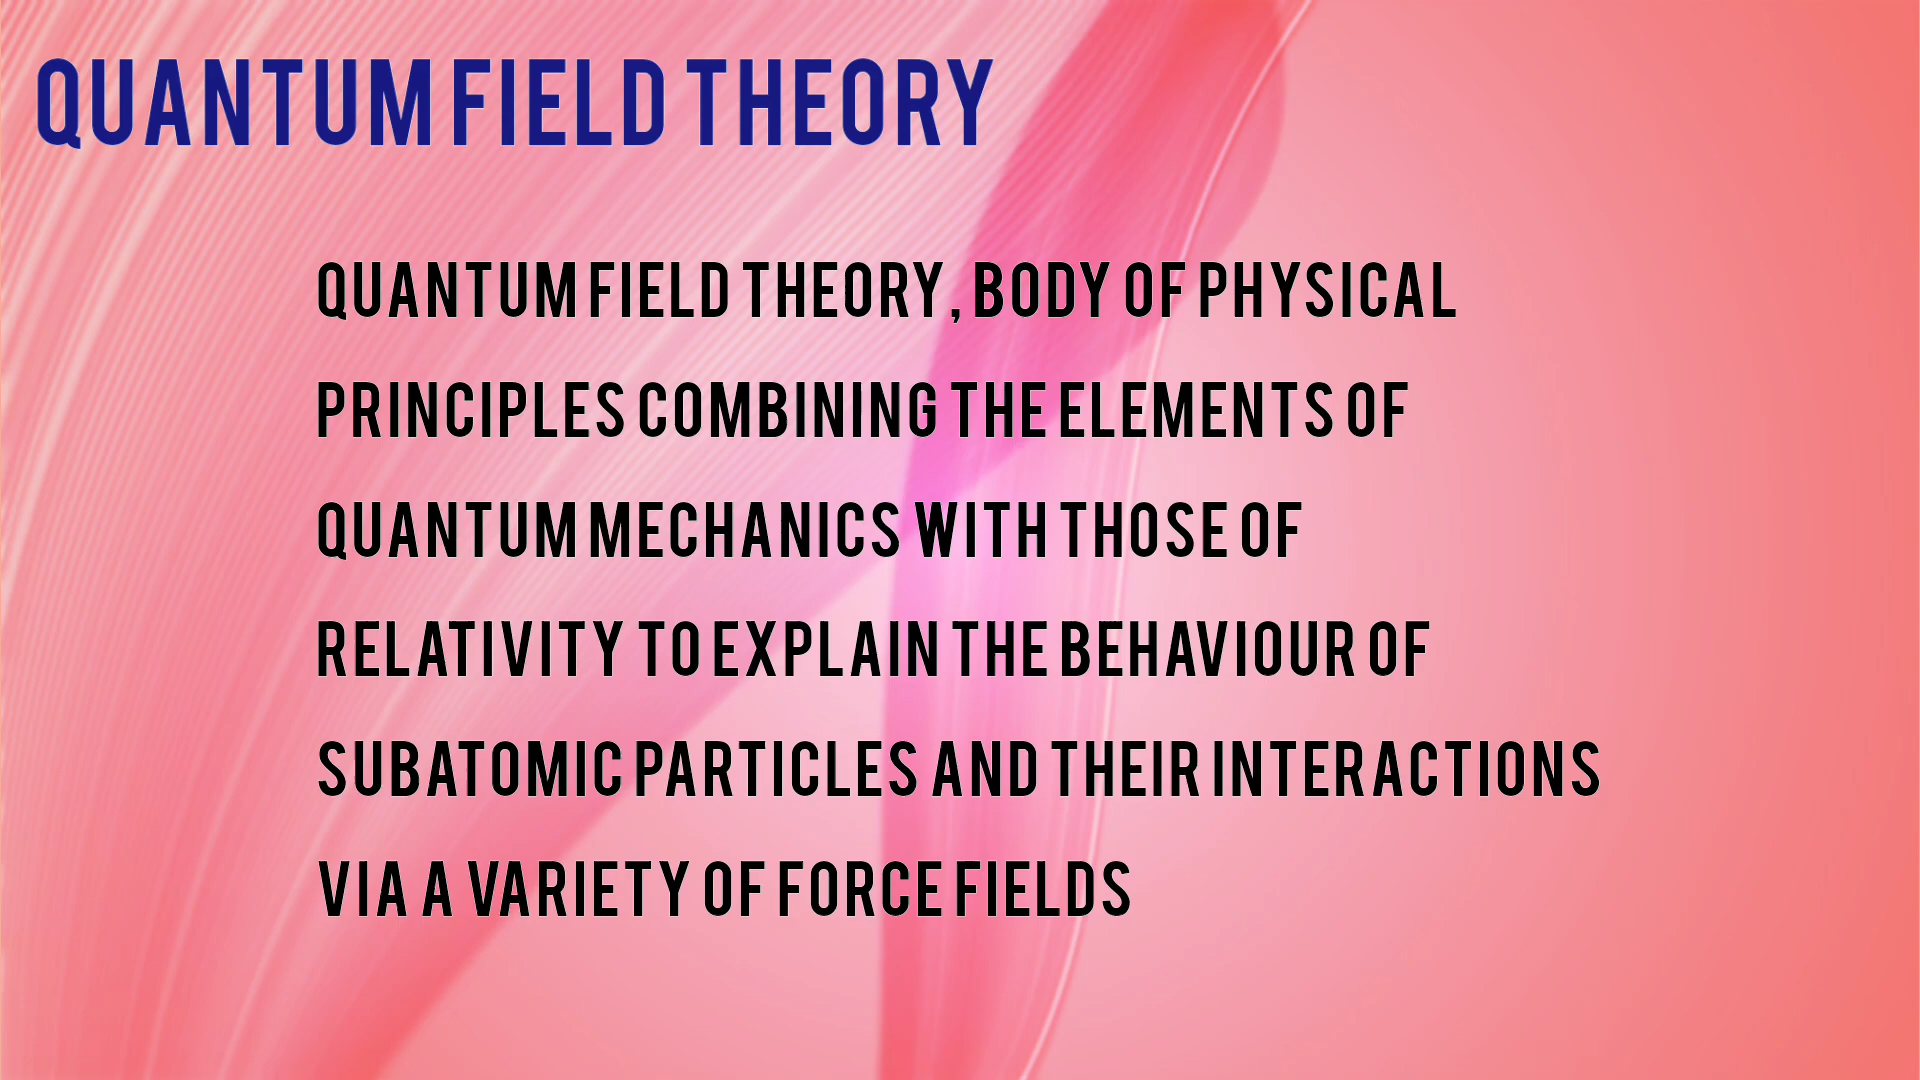 QUANTUM FIELD THEORY
QUANTUM FIELD THEORY, BODY OF PHYSICAL
PRINCIPLES COMBINING THE ELEMENTS OF
QUANTUM MECHANICS WITH THOSE OF
RELATIVITY TO EXPLAIN THE BEHAVIOUR OF
SUBATOMIC PARTICLES AND THEIR INTERACTIONS
VIA A VARIETY OF FORCE FIELDS